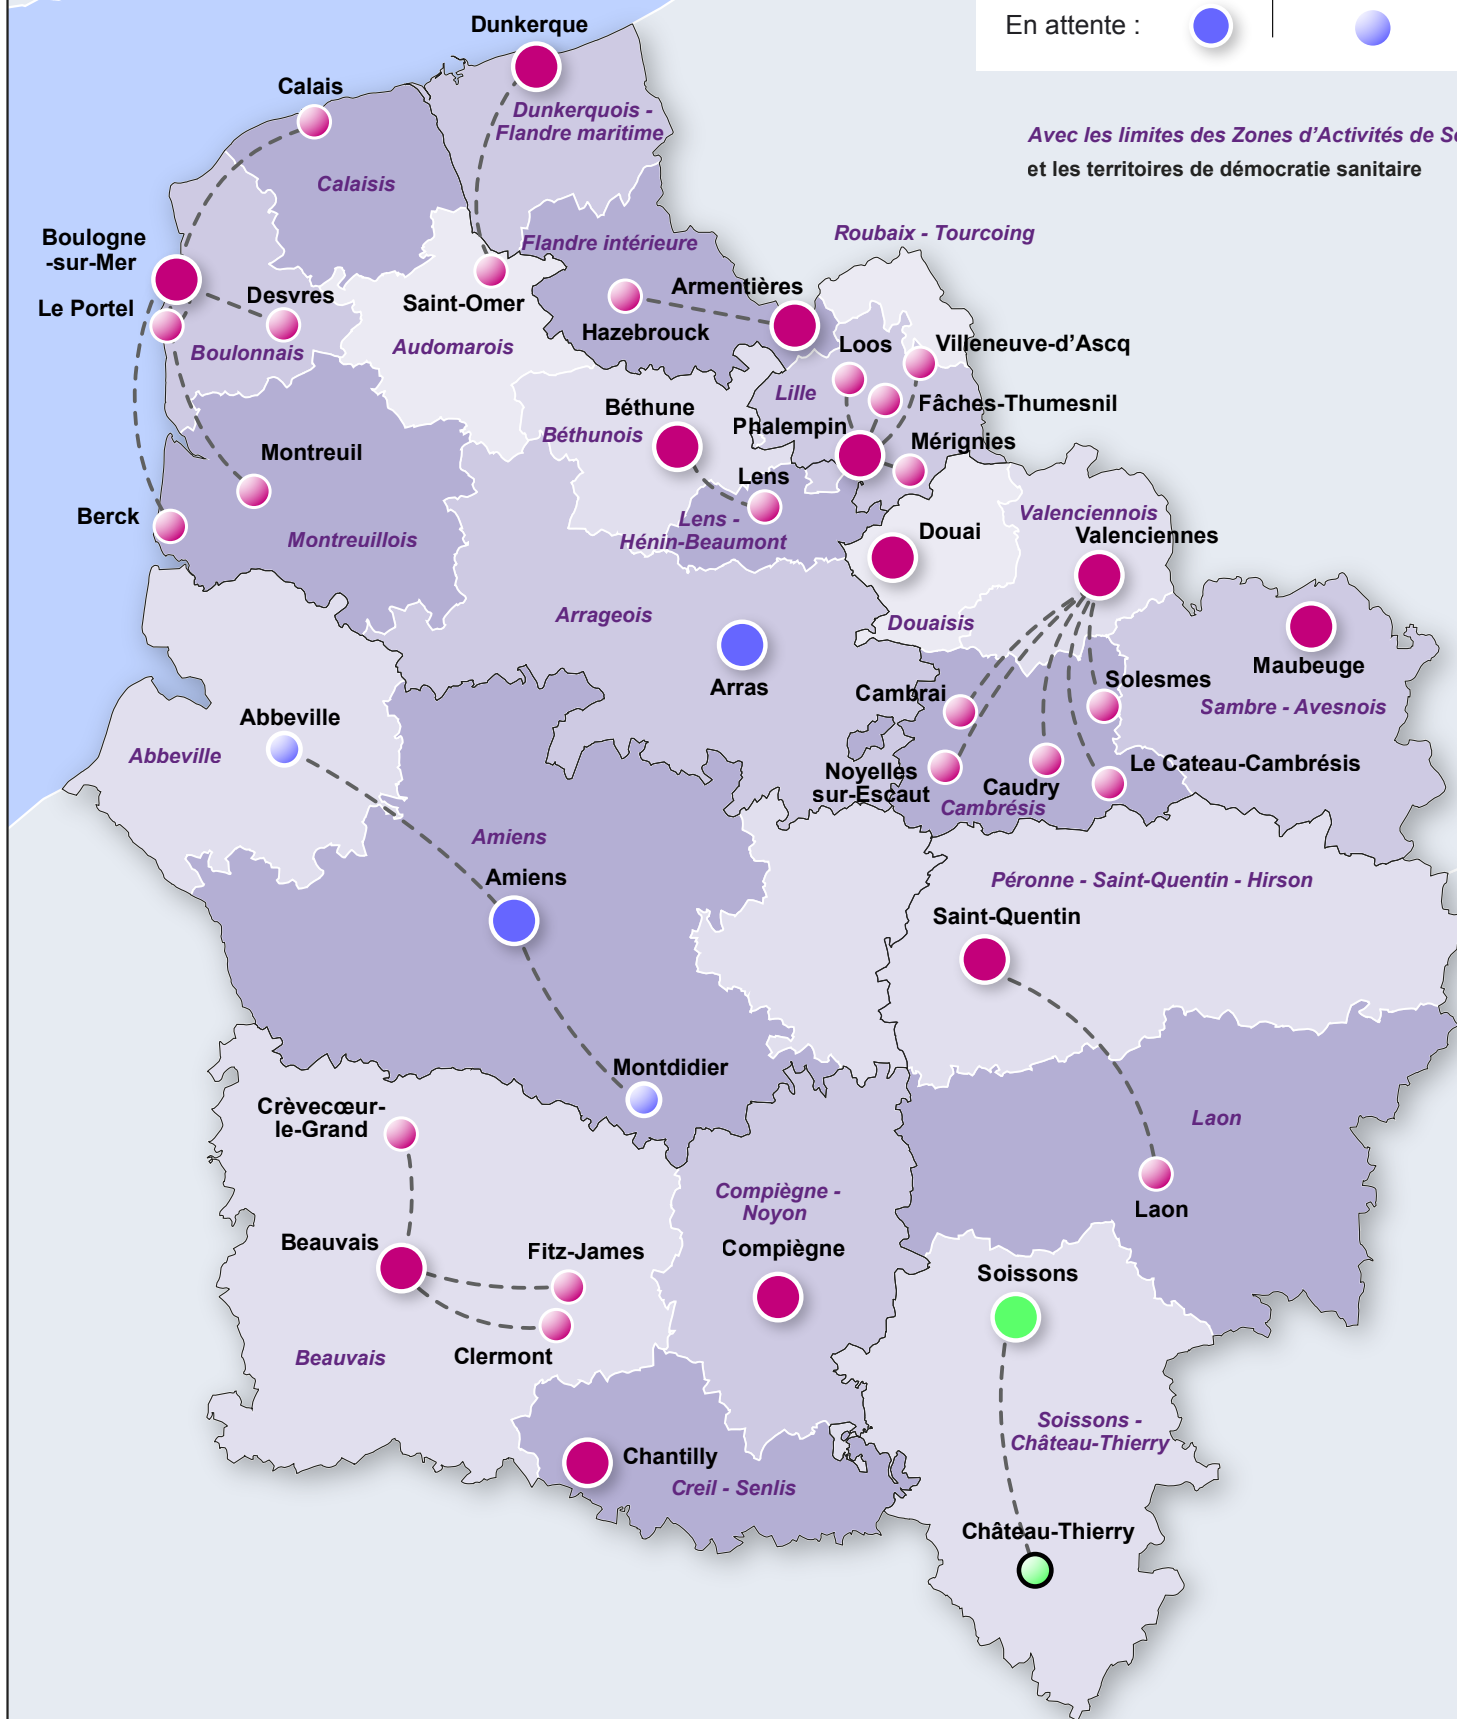 Dunkerque
En attente :
Calais
Dunkerquois -
Flandre maritime
Avec les limites des Zones d'Activités de
et les territoires de démocratie sanitaire
Calaisis
Boulogne
-sur-Mer
Flandre intérieure
Roubaix - Tourcoing
Le Portel
Desvres
Saint-Omer
Armentières
Hazebrouck
Boulonnais
Audomarois
Loos
Villeneuve-d'Ascq
Lille
Fâches-Thumesnil
Béthune
Béthunois
Phalempin
Mérignies
Montreuil
Lens
Berck
Montreuillois
Lens -
Hénin-Beaumont
Douai
Valenciennois
Valenciennes
Arrageois
Douaisis
Arras
Maubeuge
Cambrai
Solesmes
Sambre - Avesnois
Abbeville
Abbeville
Noyelles
sur-Escaut
Caudry
Le Cateau-Cambrésis
Cambrésis
Amiens
Amiens
Péronne - Saint-Quentin - Hirson
Saint-Quentin
Montdidier
Crèvecœur-
le-Grand
Laon
Laon
Compiègne -
Noyon
Compiègne
Beauvais
Fitz-James
Soissons
Clermont
Beauvais
Soissons -
Château-Thierry
Chantilly
Creil - Senlis
Château-Thierry